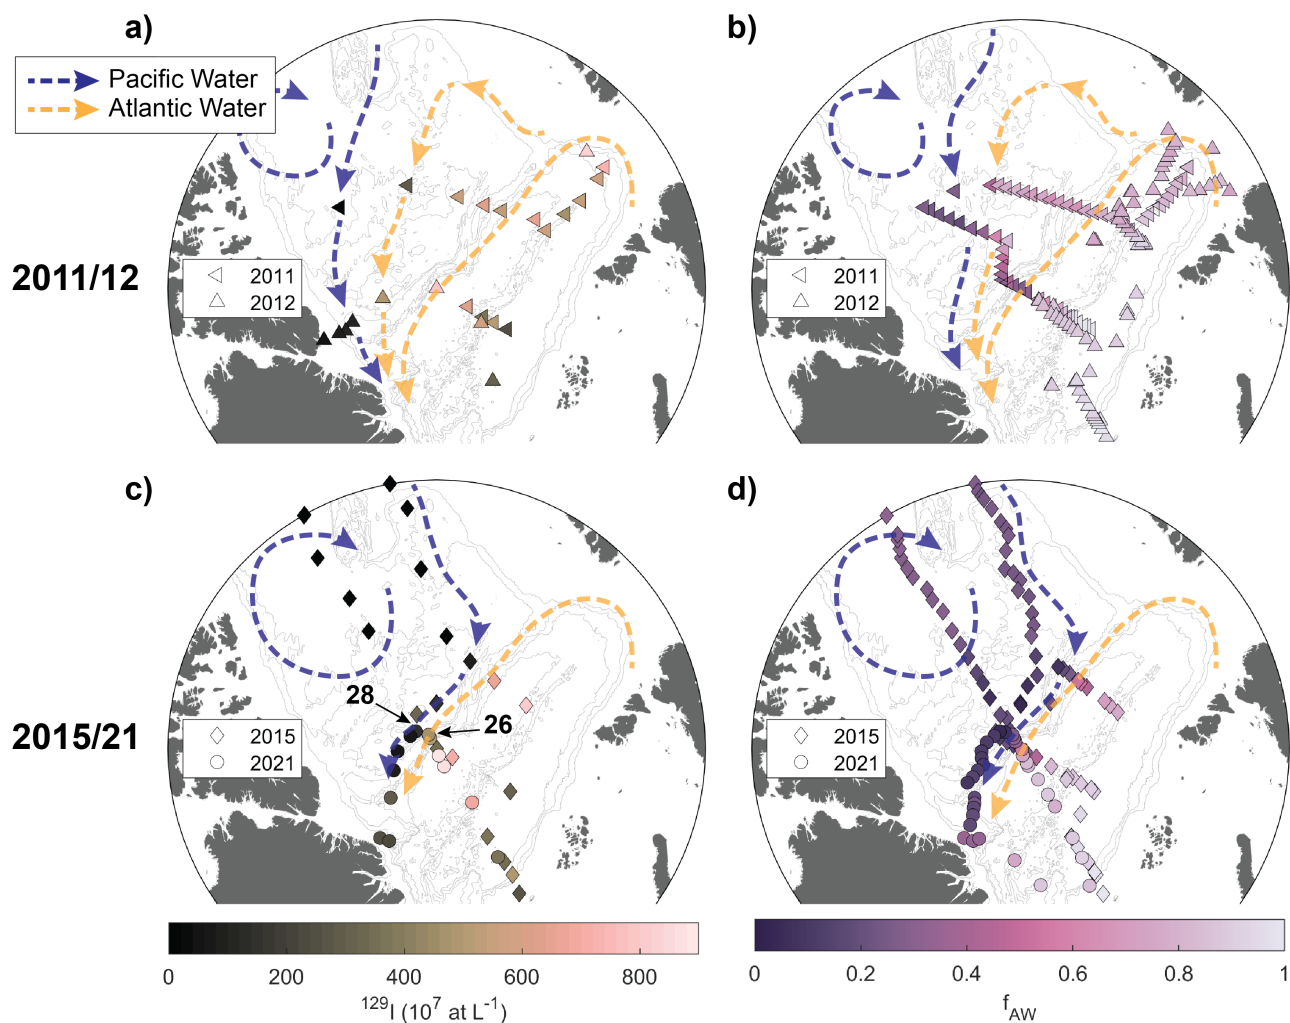 a)
b)
Pacific Water
Atlantic Water
2011/12
2011
2012
2011
2012
c)
d)
28
26
2015/21
2015
2021
2015
2021
0 200 400 600 800
¹²⁹I (10⁷ at L⁻¹)
0 0.2 0.4 0.6 0.8 1
f_AW